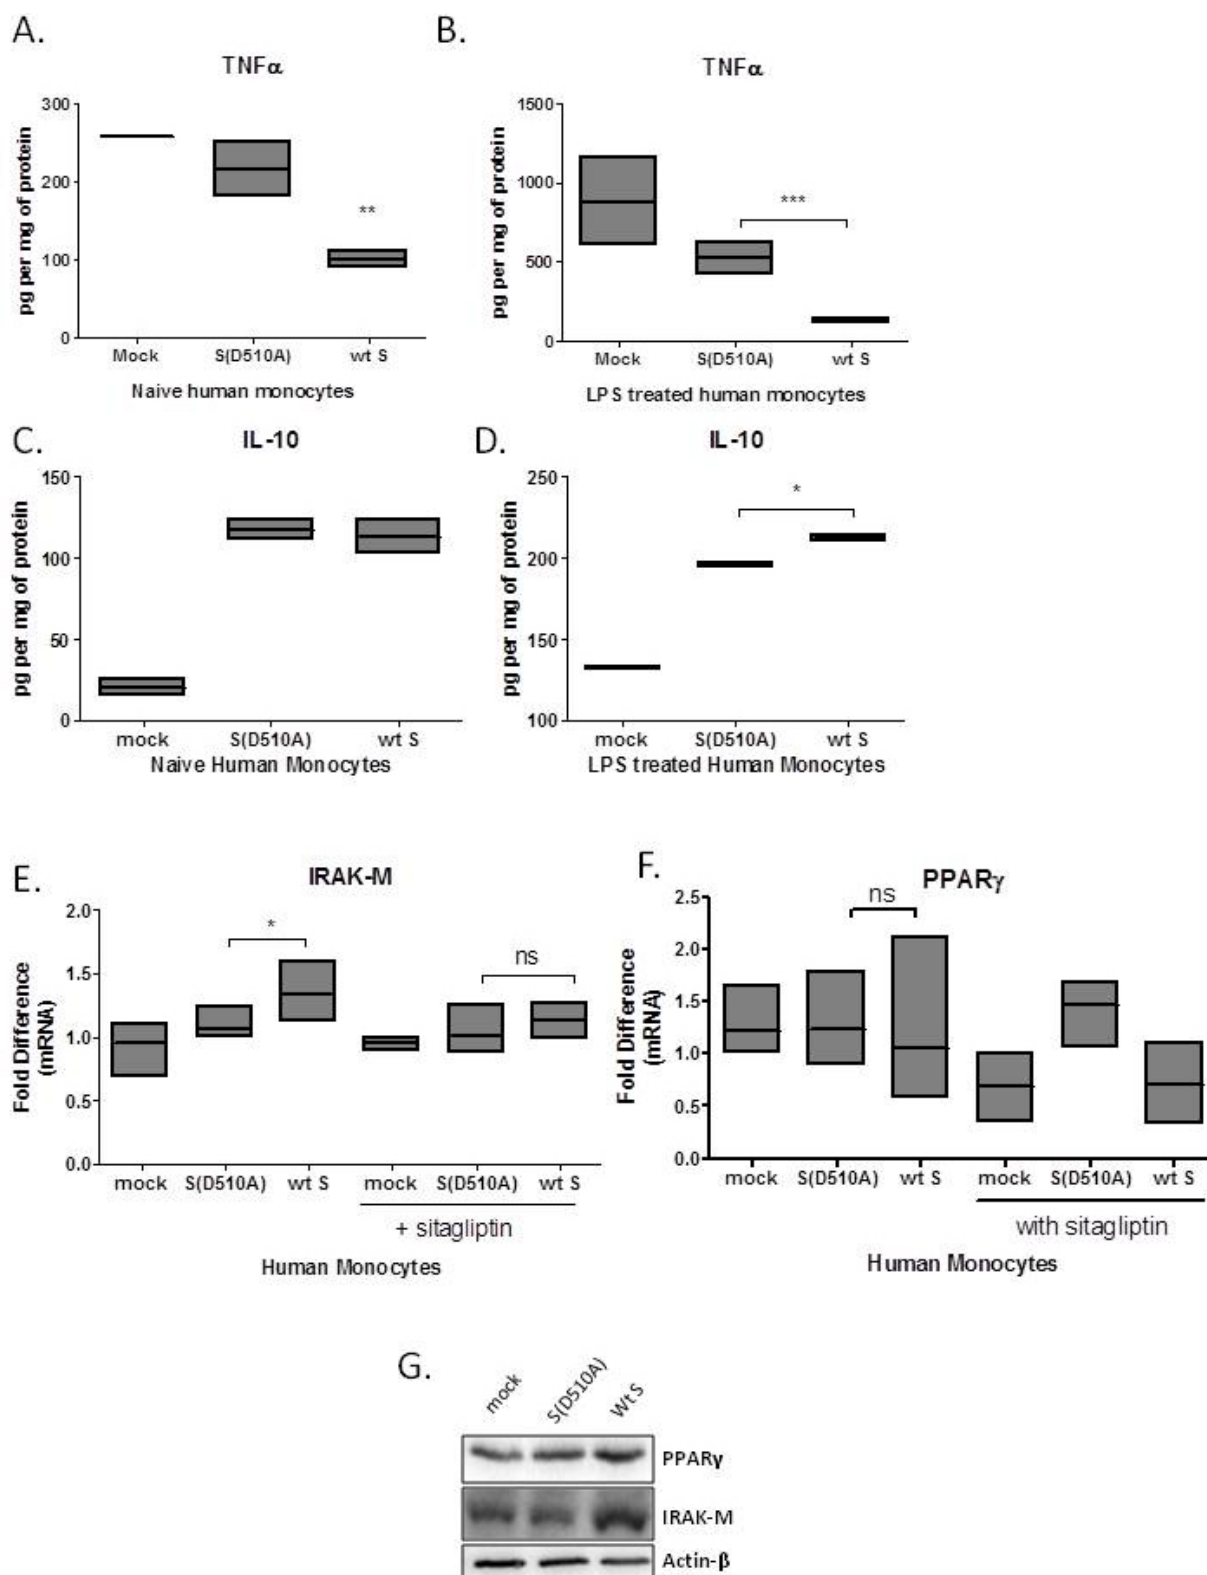 A.
TNFα
300
200
100
0
pg per mg of protein
**
Mock S(D510A) wt S
Naive human monocytes
B.
TNFα
1500
1000
500
0
pg per mg of protein
***
Mock S(D510A) wt S
LPS treated human monocytes
C.
IL-10
150
100
50
0
pg per mg of protein
mock S(D510A) wt S
Naive Human Monocytes
D.
IL-10
250
200
150
100
pg per mg of protein
*
mock S(D510A) wt S
LPS treated Human Monocytes
E.
IRAK-M
2.0
1.5
1.0
0.5
0.0
Fold Difference
(mRNA)
*
ns
mock S(D510A) wt S mock S(D510A) wt S
+ sitagliptin
Human Monocytes
F.
PPARγ
2.5
2.0
1.5
1.0
0.5
0.0
Fold Difference
(mRNA)
ns
mock S(D510A) wt S mock S(D510A) wt S
with sitagliptin
Human Monocytes
G.
mock S(D510A) Wt S
PPARγ
IRAK-M
Actin-β